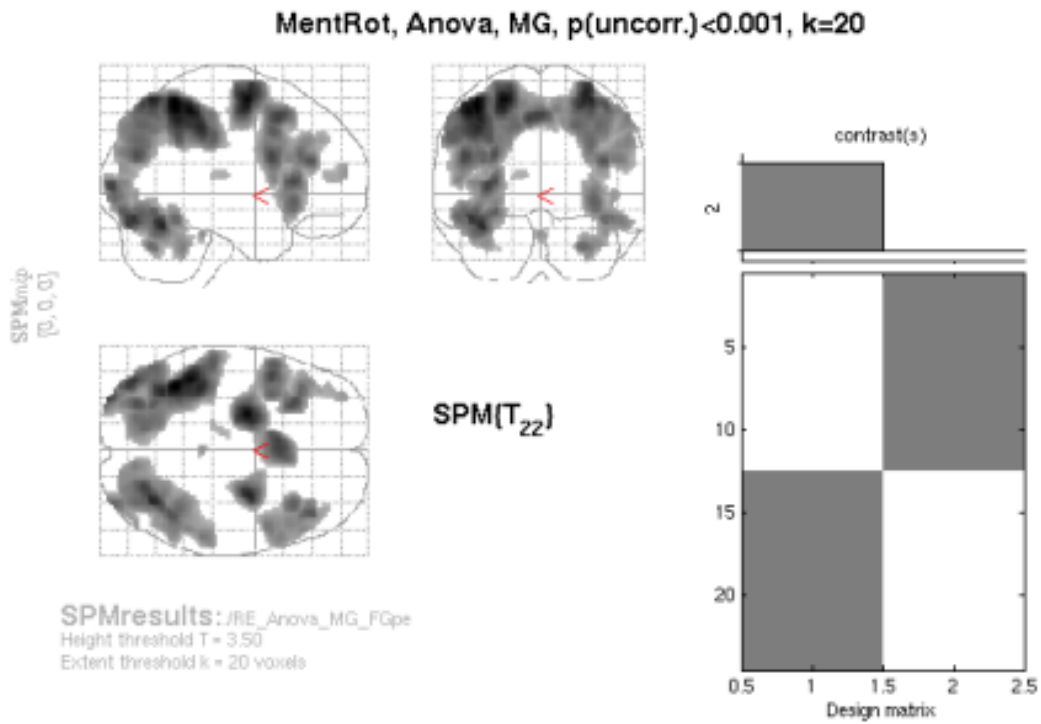 MentRot, Anova, MG, p(uncorr.)<0.001, k=20
contrast(s)
2
SPMmip
[0, 0, 0]
<
<
<
SPM{T22}
5
10
15
20
0.5 1 1.5 2 2.5
Design matrix
SPMresults: ./RE_Anova_MG_FGpe
Height threshold T = 3.50
Extent threshold k = 20 voxels